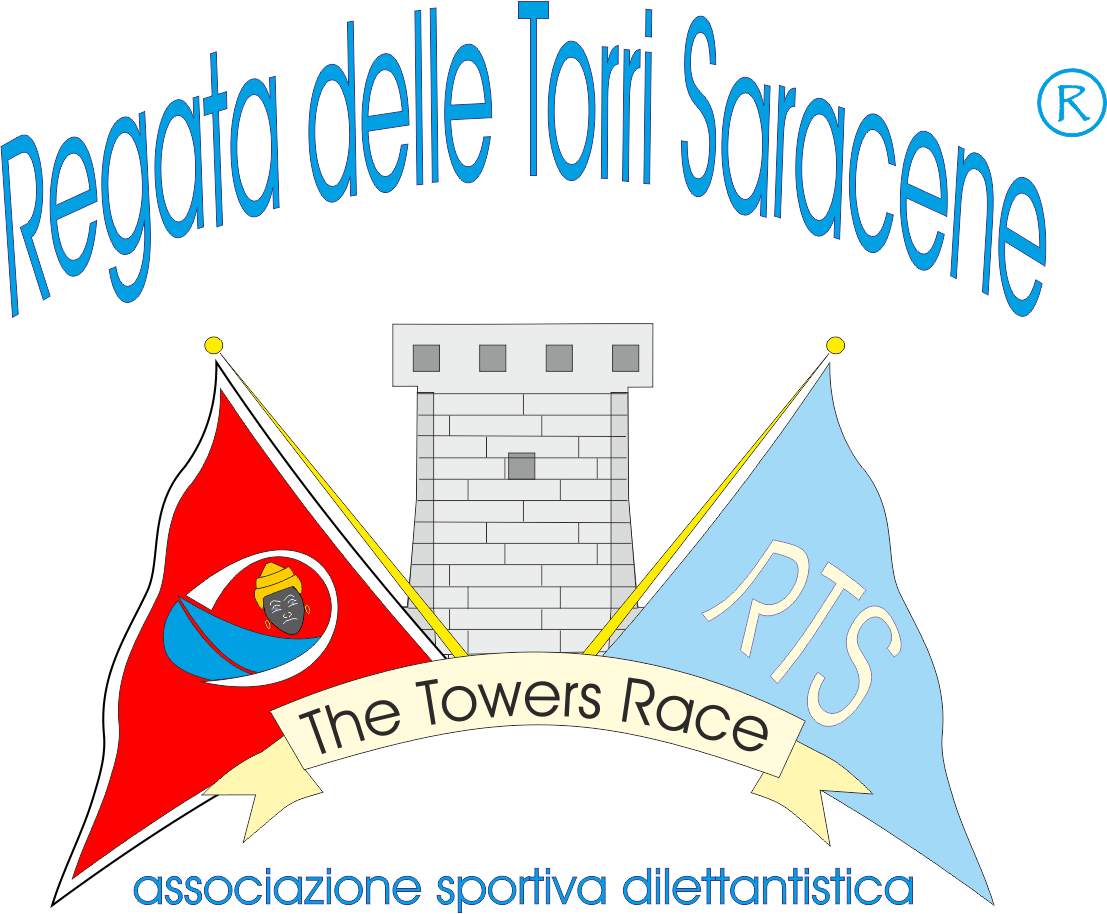 Regata delle Torri Saracene ®
RTS
The Towers Race
associazione sportiva dilettantistica